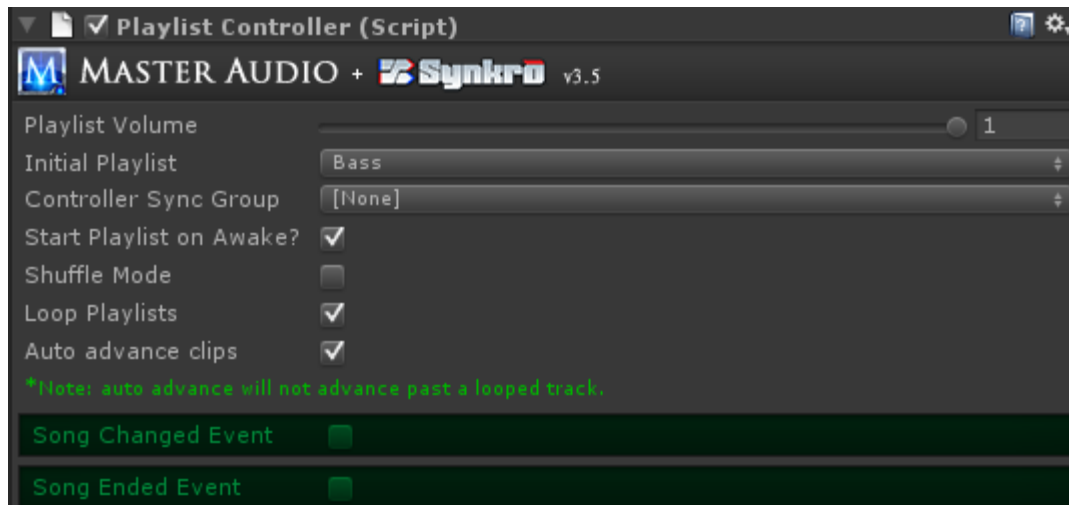 Playlist Controller (Script)
M MASTER AUDIO + Synkro v3.5
Playlist Volume 1
Initial Playlist Bass
Controller Sync Group [None]
Start Playlist on Awake?
Shuffle Mode
Loop Playlists
Auto advance clips
*Note: auto advance will not advance past a looped track.
Song Changed Event
Song Ended Event